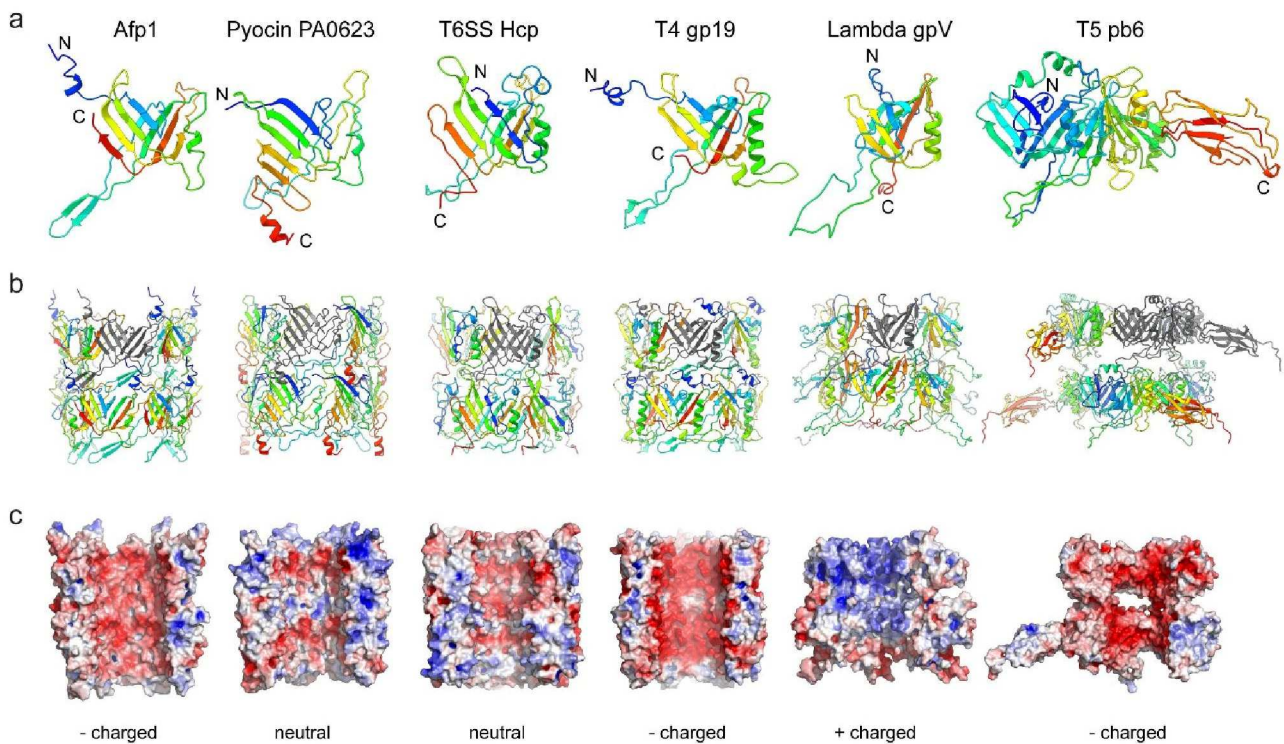 a
Afp1 Pyocin PA0623 T6SS Hcp T4 gp19 Lambda gpV T5 pb6
N N N N N N
C C C C C C
b
c
- charged neutral neutral - charged + charged - charged